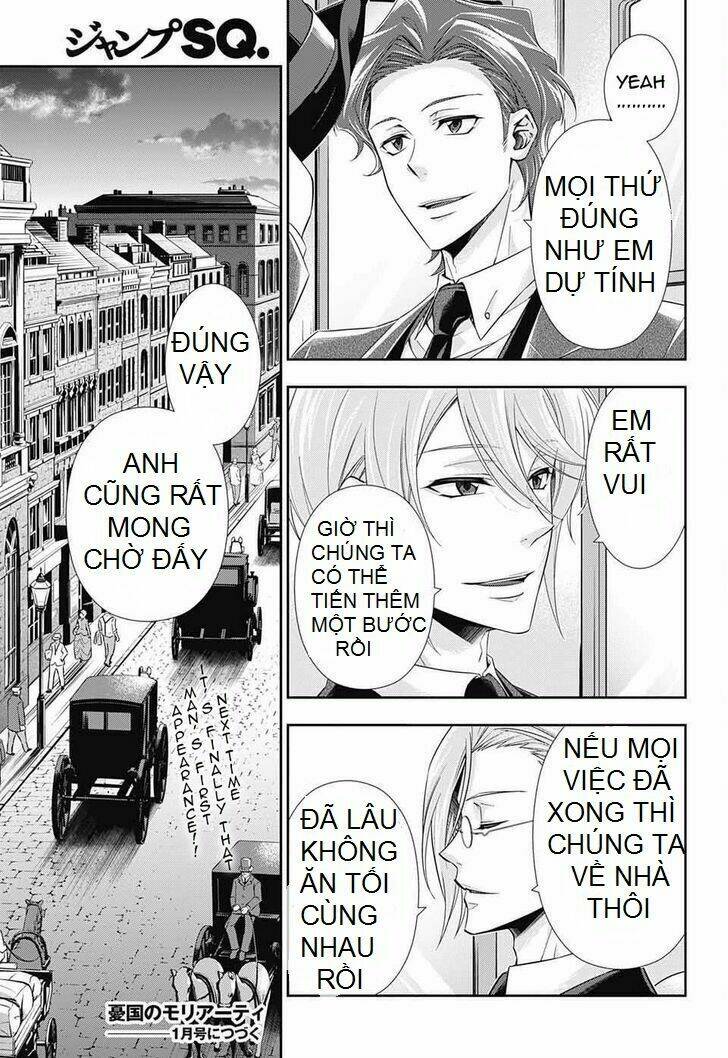 ジャンプSQ.
YEAH
..........
MỌI THỨ
ĐÚNG
NHƯ EM
DỰ TÍNH
EM
RẤT
VUI
GIỜ THÌ
CHÚNG TA
CÓ THỂ
TIẾN THÊM
MỘT BƯỚC
RỒI
NẾU MỌI
VIỆC ĐÃ
XONG THÌ
CHÚNG TA
VỀ NHÀ
THÔI
ĐÃ LÂU
KHÔNG
ĂN TỐI
CÙNG
NHAU
RỒI
ĐÚNG
VẬY
ANH
CŨNG RẤT
MONG
CHỜ ĐẤY
NEXT TIME
IT'S FINALLY THAT
MAN'S FIRST
APPEARANCE!!
憂国のモリアーティ
1月号につづく